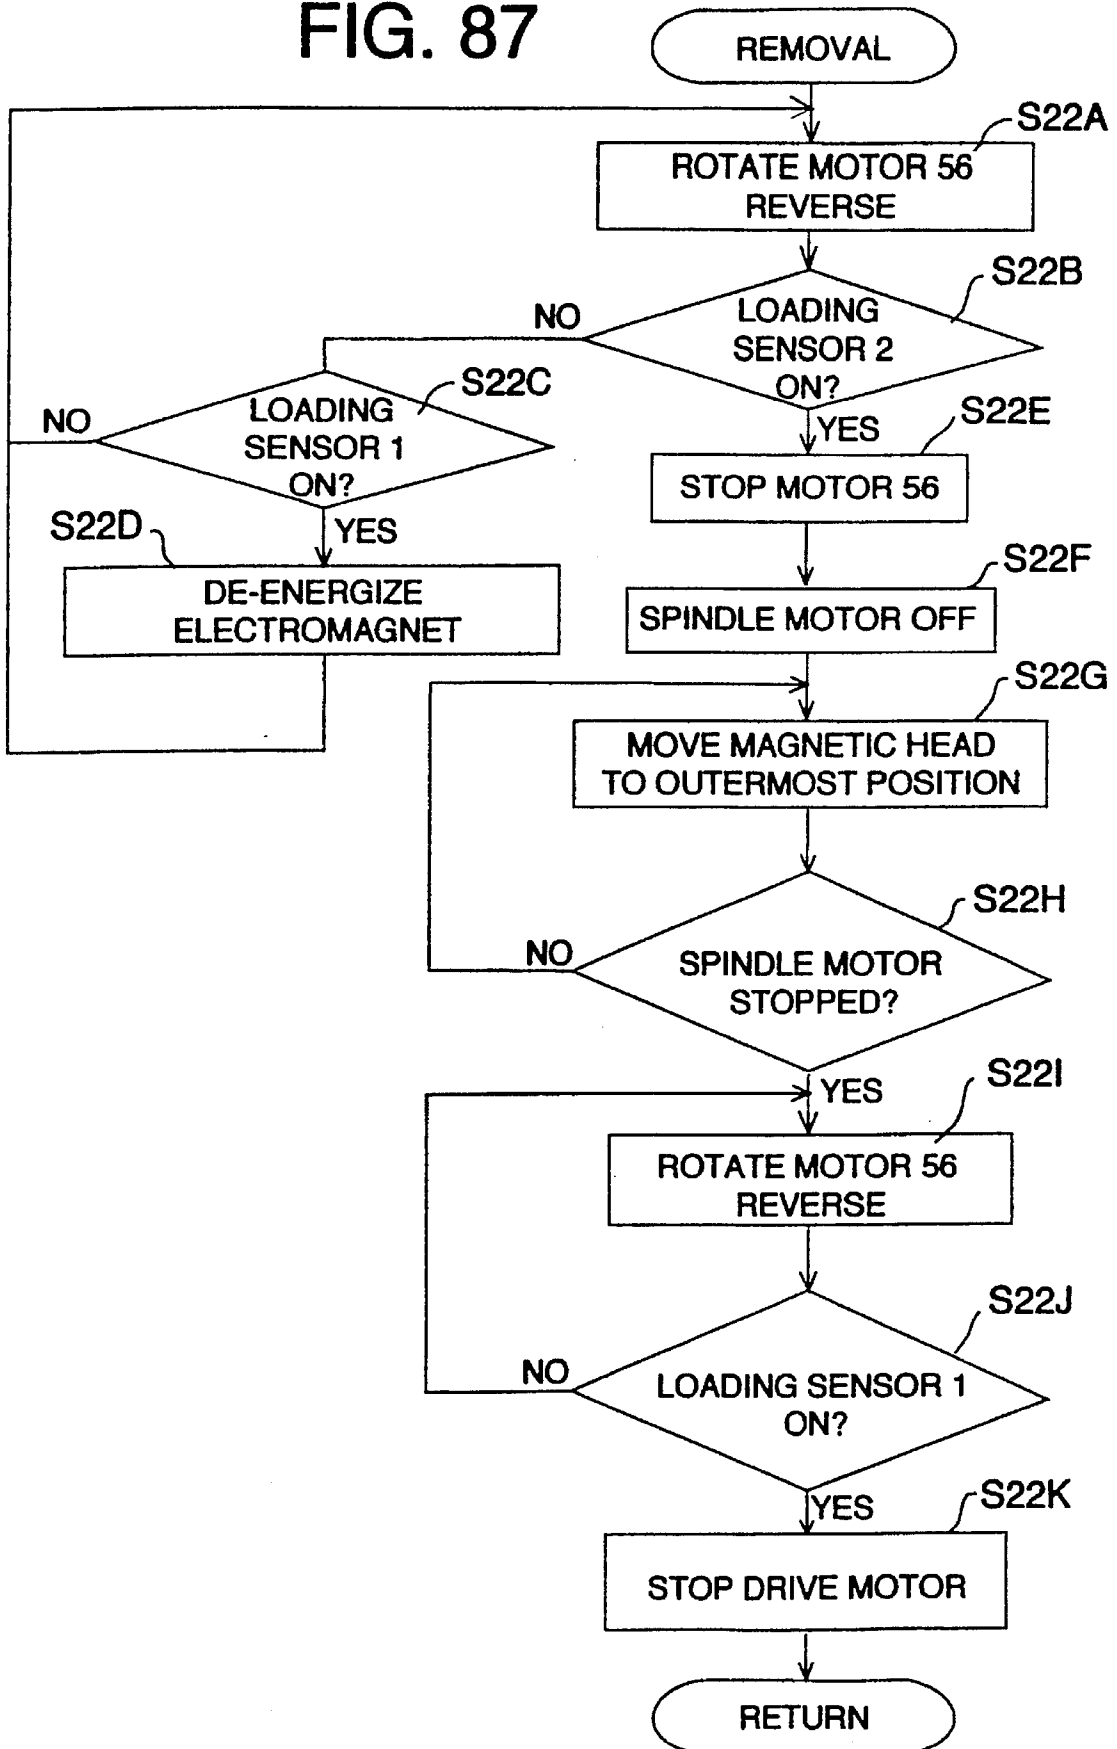 FIG. 87
REMOVAL
S22A
ROTATE MOTOR 56
REVERSE
S22B
LOADING
SENSOR 2
ON?
NO
YES
S22C
LOADING
SENSOR 1
ON?
NO
YES
S22D
DE-ENERGIZE
ELECTROMAGNET
S22E
STOP MOTOR 56
S22F
SPINDLE MOTOR OFF
S22G
MOVE MAGNETIC HEAD
TO OUTERMOST POSITION
S22H
SPINDLE MOTOR
STOPPED?
NO
YES
S22I
ROTATE MOTOR 56
REVERSE
S22J
LOADING SENSOR 1
ON?
NO
YES
S22K
STOP DRIVE MOTOR
RETURN